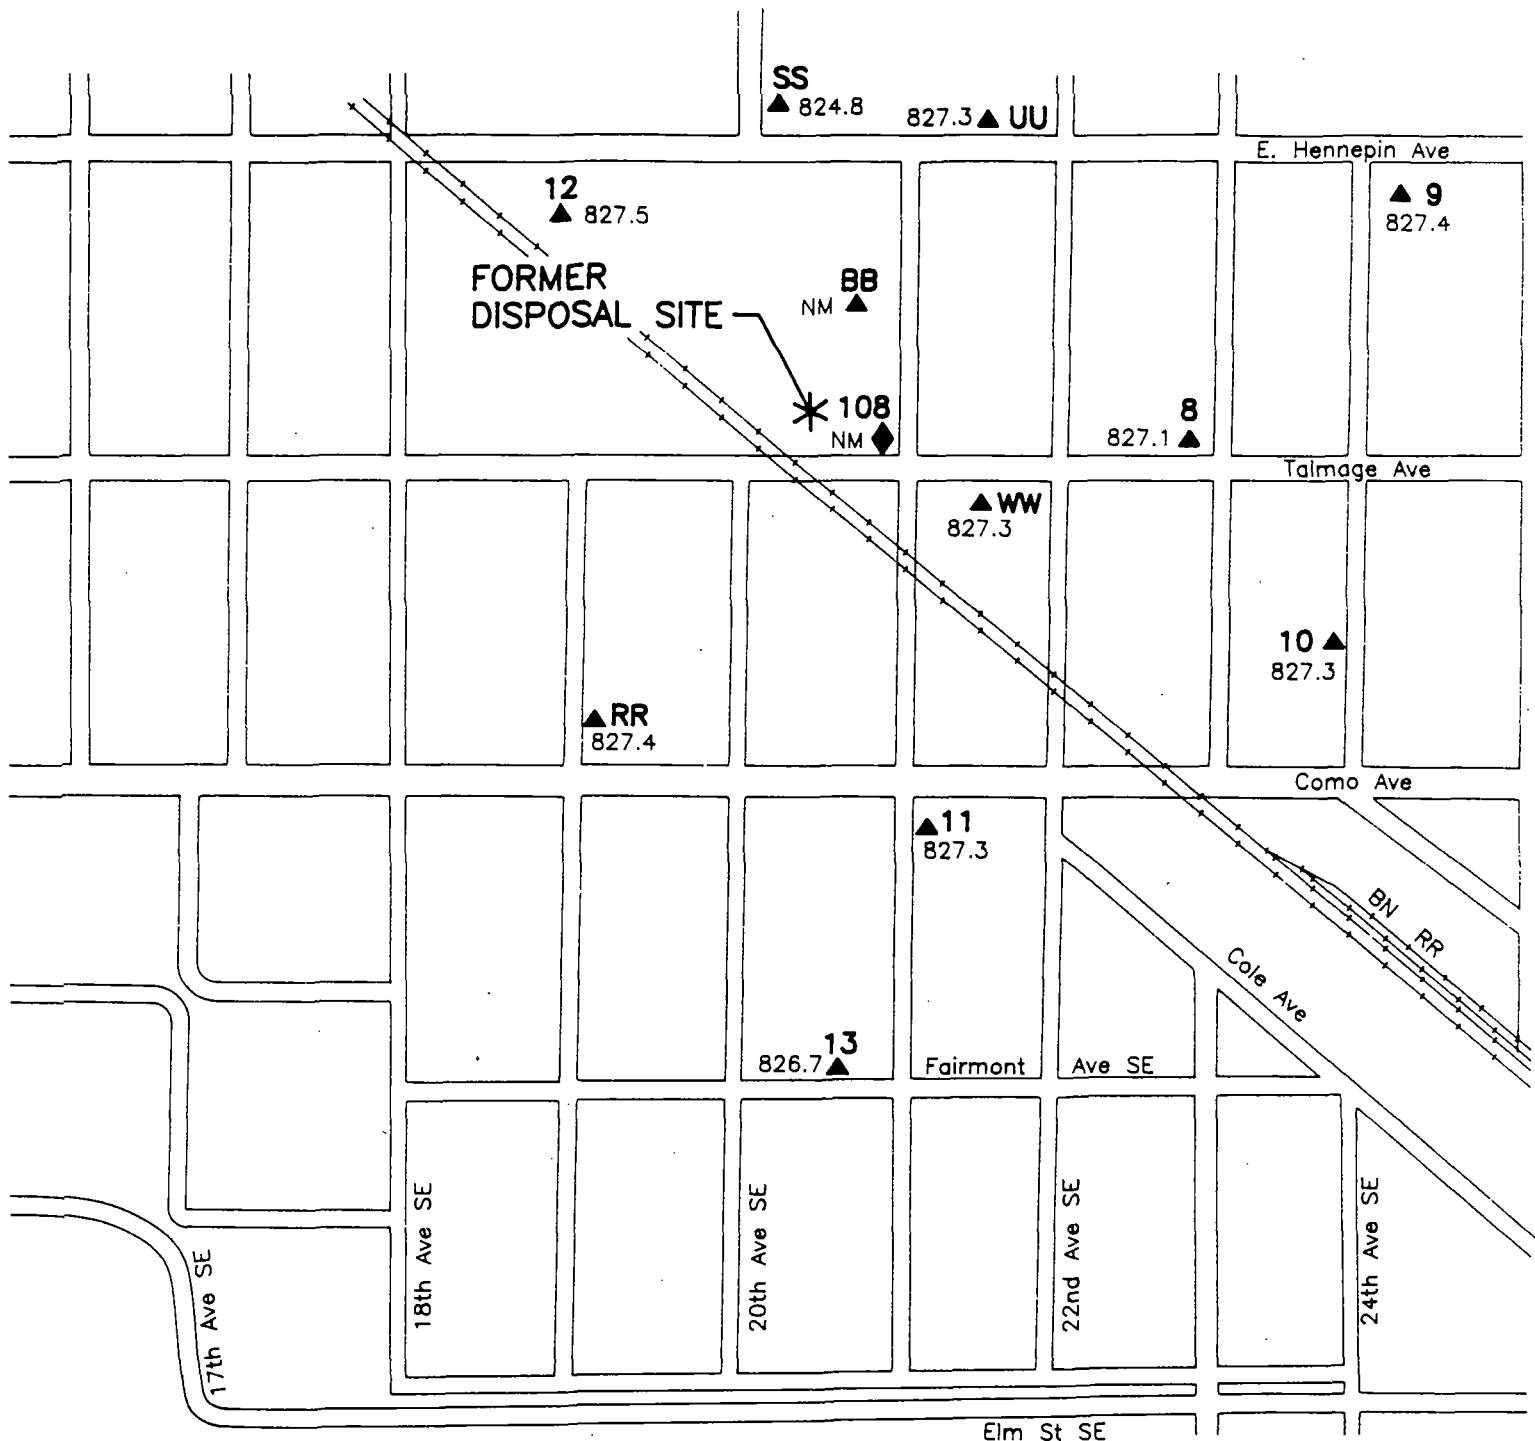 SS
824.8
827.3 UU
E. Hennepin Ave
12
827.5
9
827.4
FORMER
DISPOSAL SITE
BB
NM
108
NM
8
827.1
Talmage Ave
WW
827.3
10
827.3
RR
827.4
Como Ave
11
827.3
BN RR
Cole Ave
13
826.7
Fairmont Ave SE
17th Ave SE
18th Ave SE
20th Ave SE
22nd Ave SE
24th Ave SE
Elm St SE